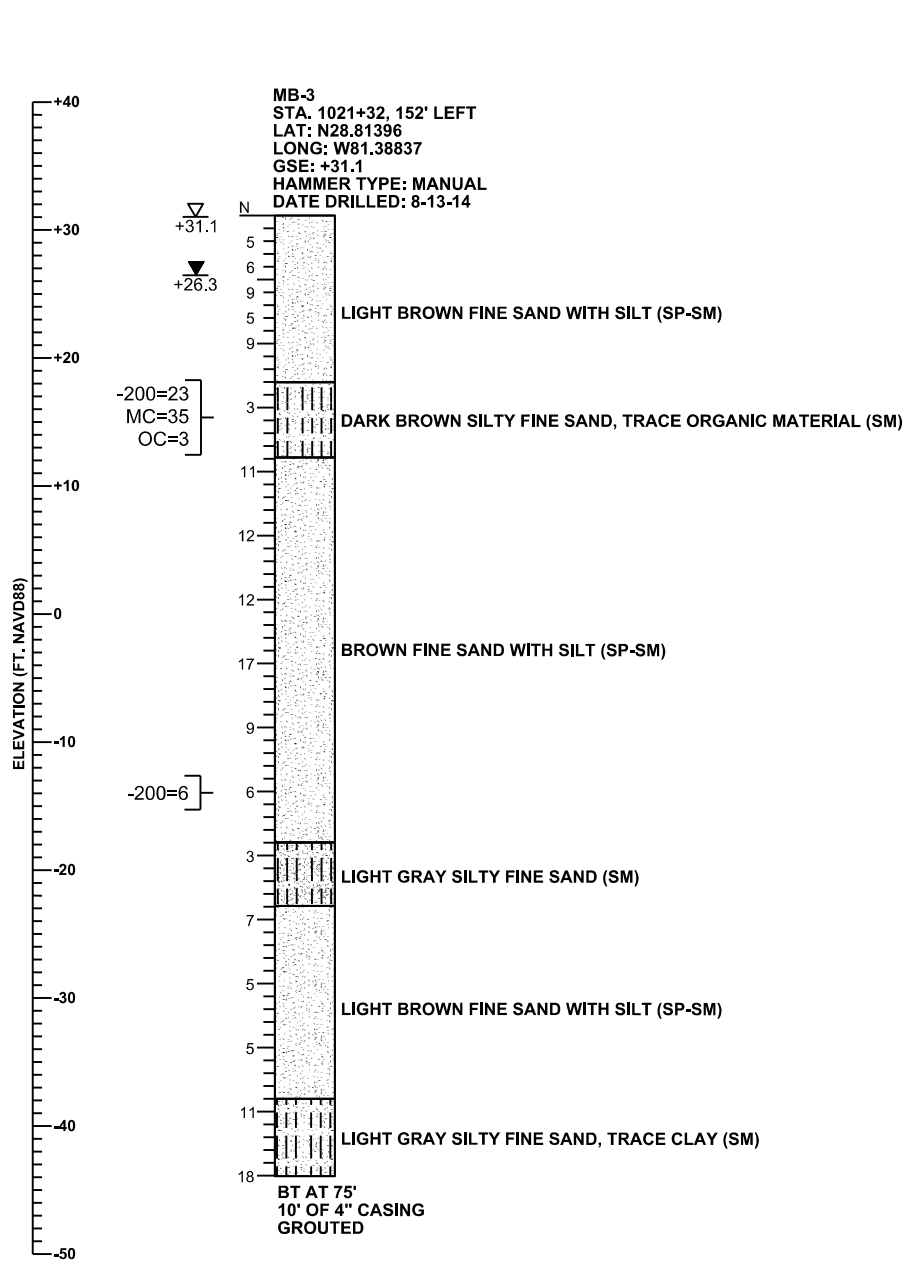 MB-3
STA. 1021+32, 152' LEFT
LAT: N28.81396
LONG: W81.38837
GSE: +31.1
HAMMER TYPE: MANUAL
DATE DRILLED: 8-13-14
+40
N
+31.1
+30
5
6
+26.3
9
5
LIGHT BROWN FINE SAND WITH SILT (SP-SM)
9
+20
-200=23
MC=35
OC=3
3
DARK BROWN SILTY FINE SAND, TRACE ORGANIC MATERIAL (SM)
11
+10
12
12
0
ELEVATION (FT. NAVD88)
BROWN FINE SAND WITH SILT (SP-SM)
17
9
-10
-200=6
6
3
-20
LIGHT GRAY SILTY FINE SAND (SM)
7
5
-30
LIGHT BROWN FINE SAND WITH SILT (SP-SM)
5
11
-40
LIGHT GRAY SILTY FINE SAND, TRACE CLAY (SM)
18
BT AT 75'
10' OF 4" CASING
GROUTED
-50